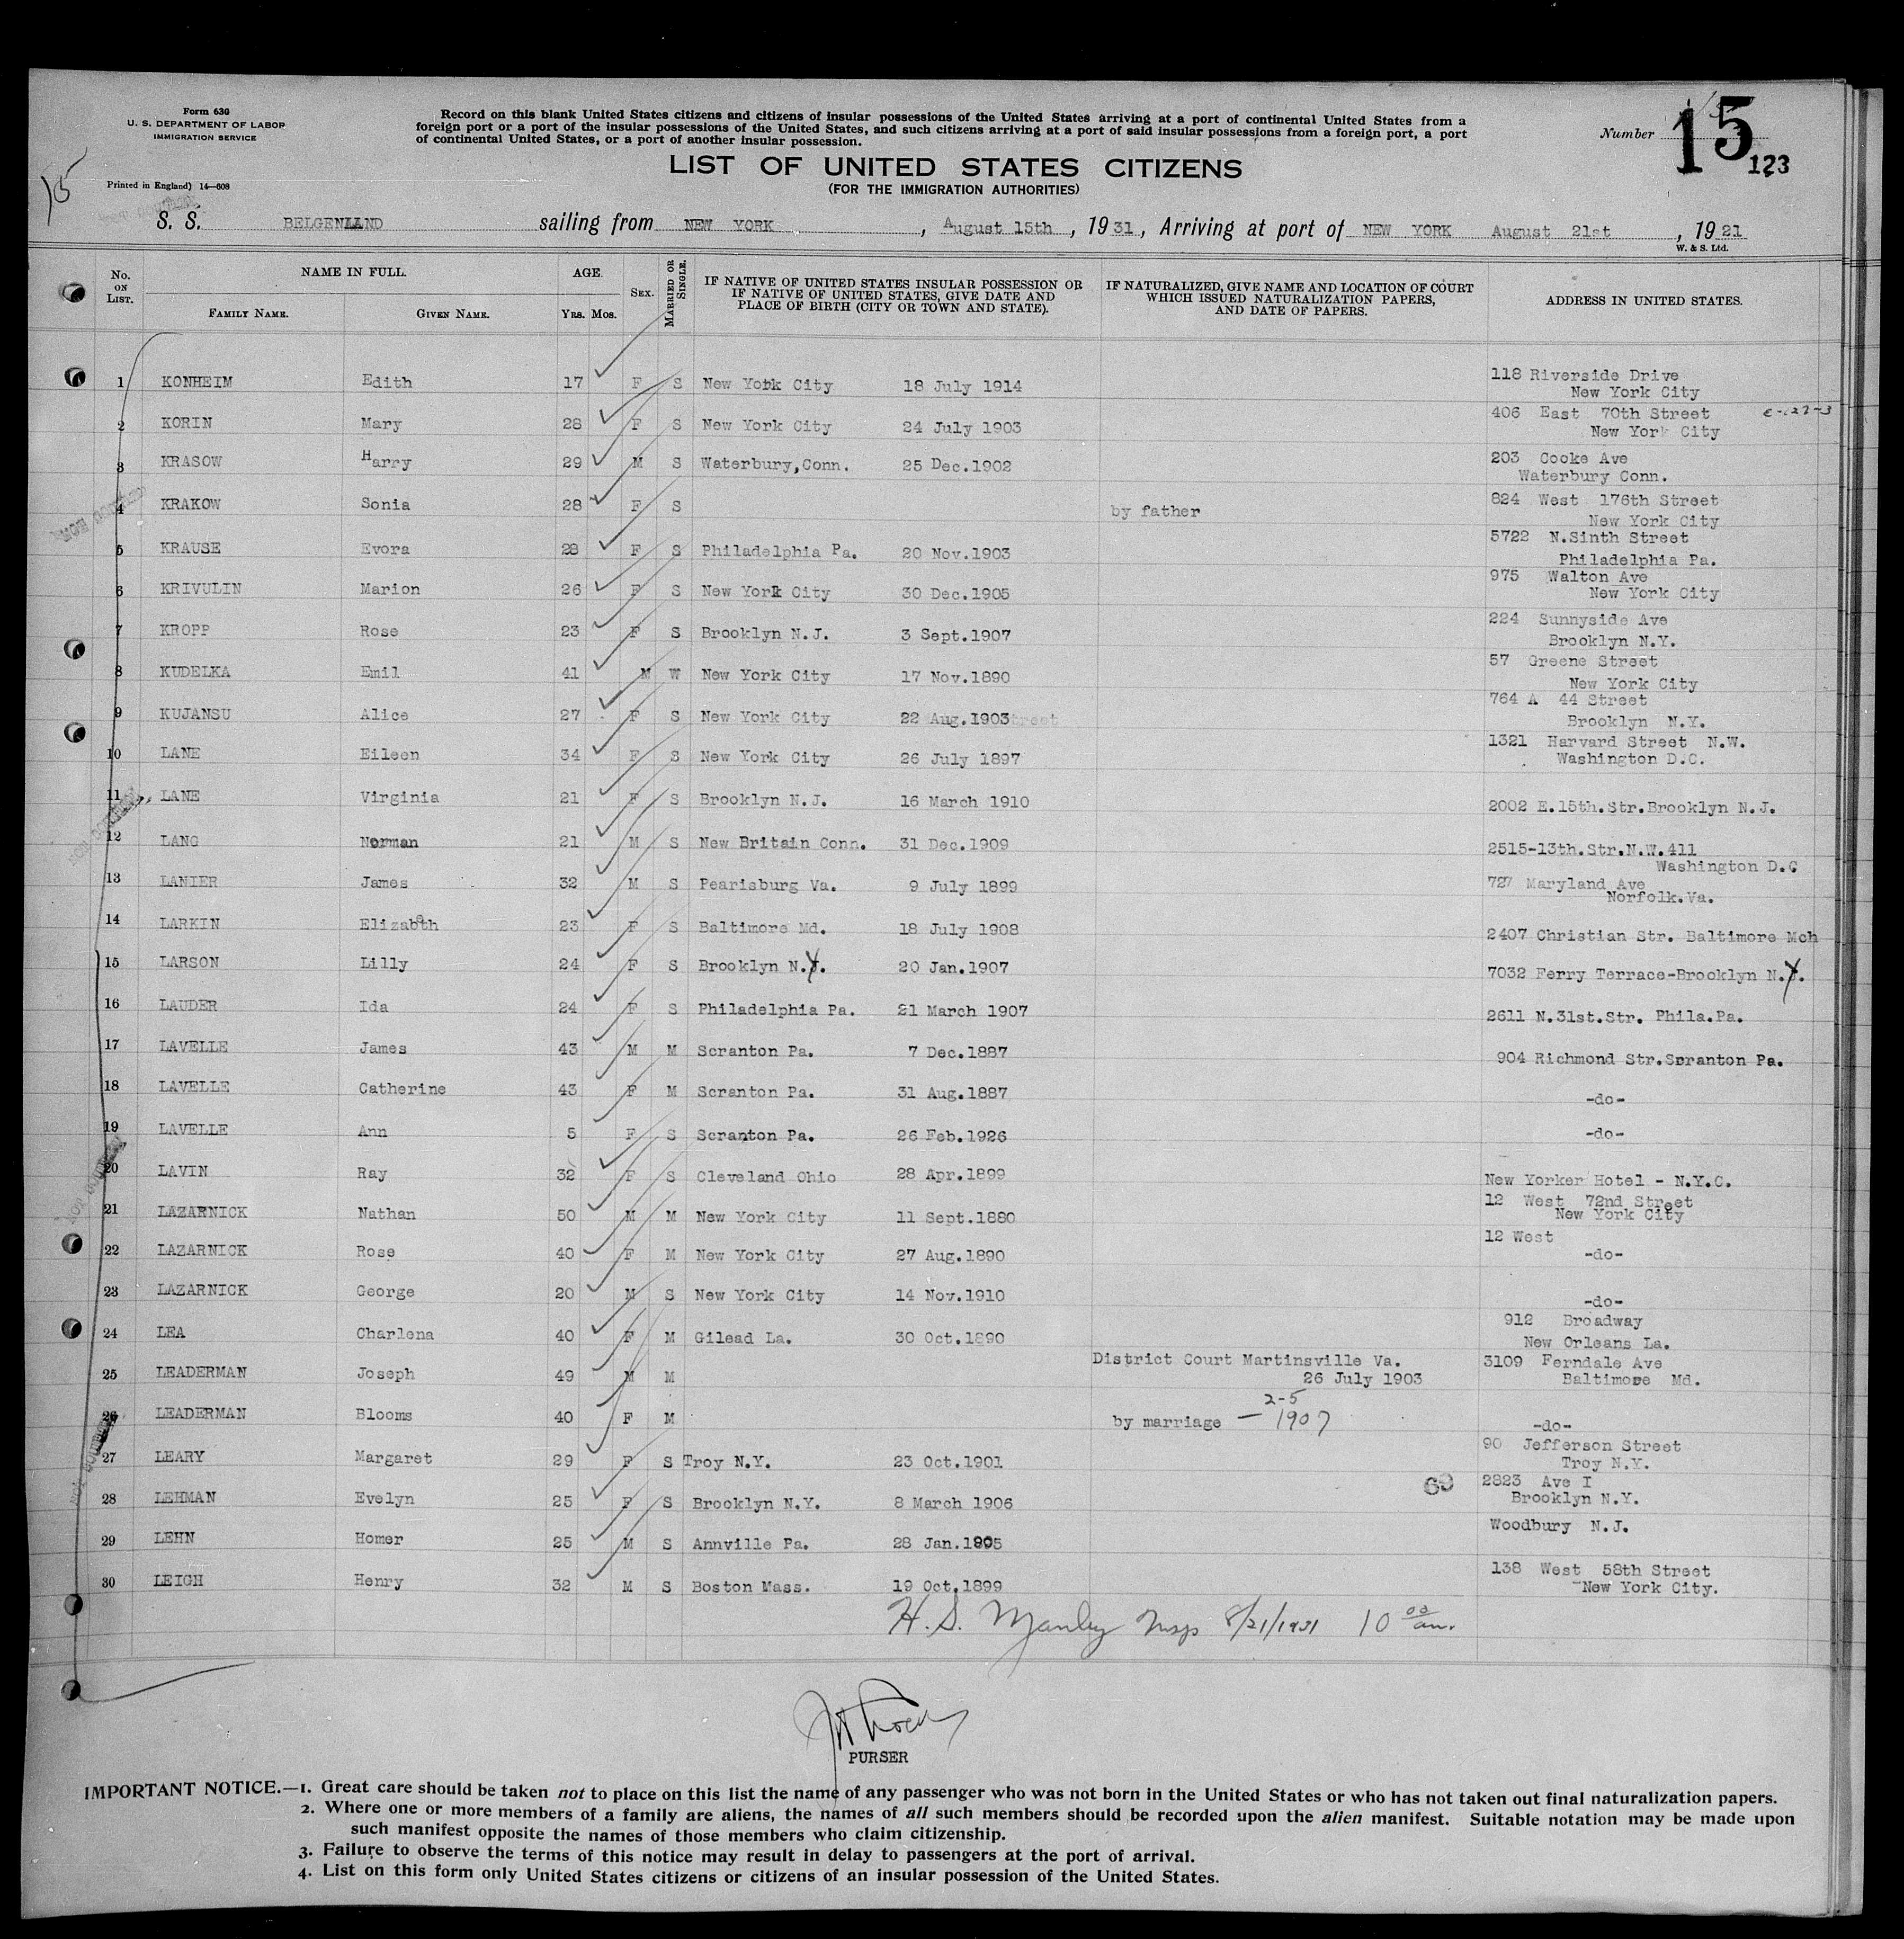 Form 630
U. S. DEPARTMENT OF LABOR
IMMIGRATION SERVICE
Printed in England) 14—608
15
Record on this blank United States citizens and citizens of insular possessions of the United States arriving at a port of continental United States from a
foreign port or a port of the insular possessions of the United States, and such citizens arriving at a port of said insular possessions from a foreign port, a port
of continental United States, or a port of another insular possession.
LIST OF UNITED STATES CITIZENS
(FOR THE IMMIGRATION AUTHORITIES)
Number 15
123
S. S. BELGENLAND sailing from NEW YORK, August 15th, 1931, Arriving at port of NEW YORK August 21st, 1921
W. & S. Ltd.
No. ON LIST. NAME IN FULL. FAMILY NAME. GIVEN NAME. AGE. YRS. MOS. SEX. MARRIED OR SINGLE. IF NATIVE OF UNITED STATES INSULAR POSSESSION OR IF NATIVE OF UNITED STATES, GIVE DATE AND PLACE OF BIRTH (CITY OR TOWN AND STATE). IF NATURALIZED, GIVE NAME AND LOCATION OF COURT WHICH ISSUED NATURALIZATION PAPERS, AND DATE OF PAPERS. ADDRESS IN UNITED STATES.
1 KONHEIM Edith 17 F S New York City 18 July 1914 118 Riverside Drive
New York City
2 KORIN Mary 28 F S New York City 24 July 1903 406 East 70th Street
New York City
3 KRASOW Harry 29 M S Waterbury, Conn. 25 Dec.1902 203 Cooke Ave
Waterbury Conn.
4 KRAKOW Sonia 28 F S by father 824 West 176th Street
New York City
5 KRAUSE Evora 28 F S Philadelphia Pa. 20 Nov.1903 5722 N.Sinth Street
Philadelphia Pa.
6 KRIVULIN Marion 26 F S New York City 30 Dec.1905 975 Walton Ave
New York City
7 KROPP Rose 23 F S Brooklyn N.J. 3 Sept.1907 224 Sunnyside Ave
Brooklyn N.Y.
8 KUDELKA Emil 41 M W New York City 17 Nov.1890 57 Greene Street
New York City
9 KUJANSU Alice 27 F S New York City 22 Aug.1903 764 A 44 Street
Brooklyn N.Y.
10 LANE Eileen 34 F S New York City 26 July 1897 1321 Harvard Street N.W.
Washington D.C.
11 LANE Virginia 21 F S Brooklyn N.J. 16 March 1910 2002 E.15th.Str.Brooklyn N.J.
12 LANG Norman 21 M S New Britain Conn. 31 Dec.1909 2515-13th.Str.N.W.411
Washington D.C
13 LANIER James 32 M S Pearisburg Va. 9 July 1899 727 Maryland Ave
Norfolk.Va.
14 LARKIN Elizabeth 23 F S Baltimore Md. 18 July 1908 2407 Christian Str. Baltimore Mch
15 LARSON Lilly 24 F S Brooklyn N.Y. 20 Jan.1907 7032 Ferry Terrace-Brooklyn N.Y.
16 LAUDER Ida 24 F S Philadelphia Pa. 21 March 1907 2611 N.31st.Str. Phila.Pa.
17 LAVELLE James 43 M M Scranton Pa. 7 Dec.1887 904 Richmond Str.Scranton Pa.
18 LAVELLE Catherine 43 F M Scranton Pa. 31 Aug.1887 -do-
19 LAVELLE Ann 5 F S Scranton Pa. 26 Feb.1926 -do-
20 LAVIN Ray 32 F S Cleveland Ohio 28 Apr.1899 New Yorker Hotel - N.Y.C.
21 LAZARNICK Nathan 50 M M New York City 11 Sept.1880 12 West 72nd Street
New York City
22 LAZARNICK Rose 40 F M New York City 27 Aug.1890 12 West
-do-
23 LAZARNICK George 20 M S New York City 14 Nov.1910 -do-
24 LEA Charlena 40 F M Gilead La. 30 Oct.1890 912 Broadway
New Orleans La.
25 LEADERMAN Joseph 49 M M District Court Martinsville Va. 26 July 1903 3109 Ferndale Ave
Baltimore Md.
26 LEADERMAN Blooms 40 F M by marriage — 2-5 1907 -do-
27 LEARY Margaret 29 F S Troy N.Y. 23 Oct.1901 90 Jefferson Street
Troy N.Y.
28 LEHMAN Evelyn 25 F S Brooklyn N.Y. 8 March 1906 69 2823 Ave I
Brooklyn N.Y.
29 LEHN Homer 25 M S Annville Pa. 28 Jan.1905 Woodbury N.J.
30 LEIGH Henry 32 M S Boston Mass. 19 Oct.1899 138 West 58th Street
New York City.
H. S. Manley Insp 8/21/1931 10 00 am.
PURSER
IMPORTANT NOTICE.—1. Great care should be taken not to place on this list the name of any passenger who was not born in the United States or who has not taken out final naturalization papers.
2. Where one or more members of a family are aliens, the names of all such members should be recorded upon the alien manifest. Suitable notation may be made upon
such manifest opposite the names of those members who claim citizenship.
3. Failure to observe the terms of this notice may result in delay to passengers at the port of arrival.
4. List on this form only United States citizens or citizens of an insular possession of the United States.